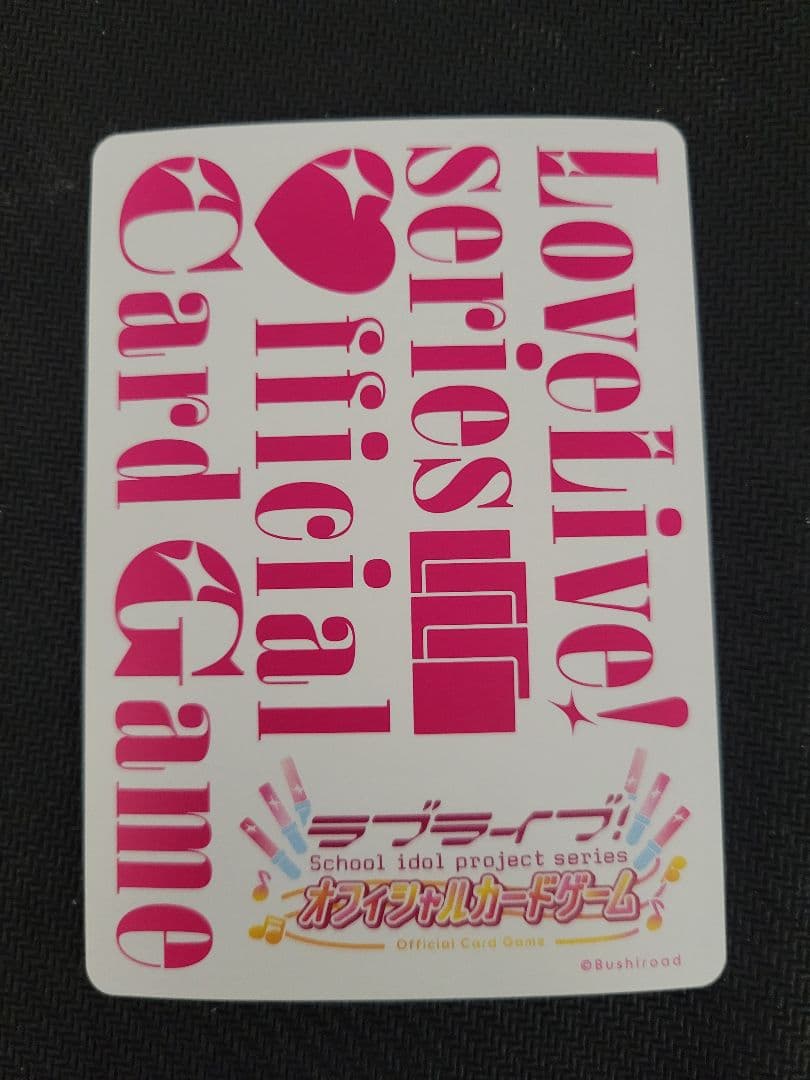 LoveLive!
series
Official
Card Game
ラブライブ!
School idol project series
オフィシャルカードゲーム
Official Card Game
©Bushiroad